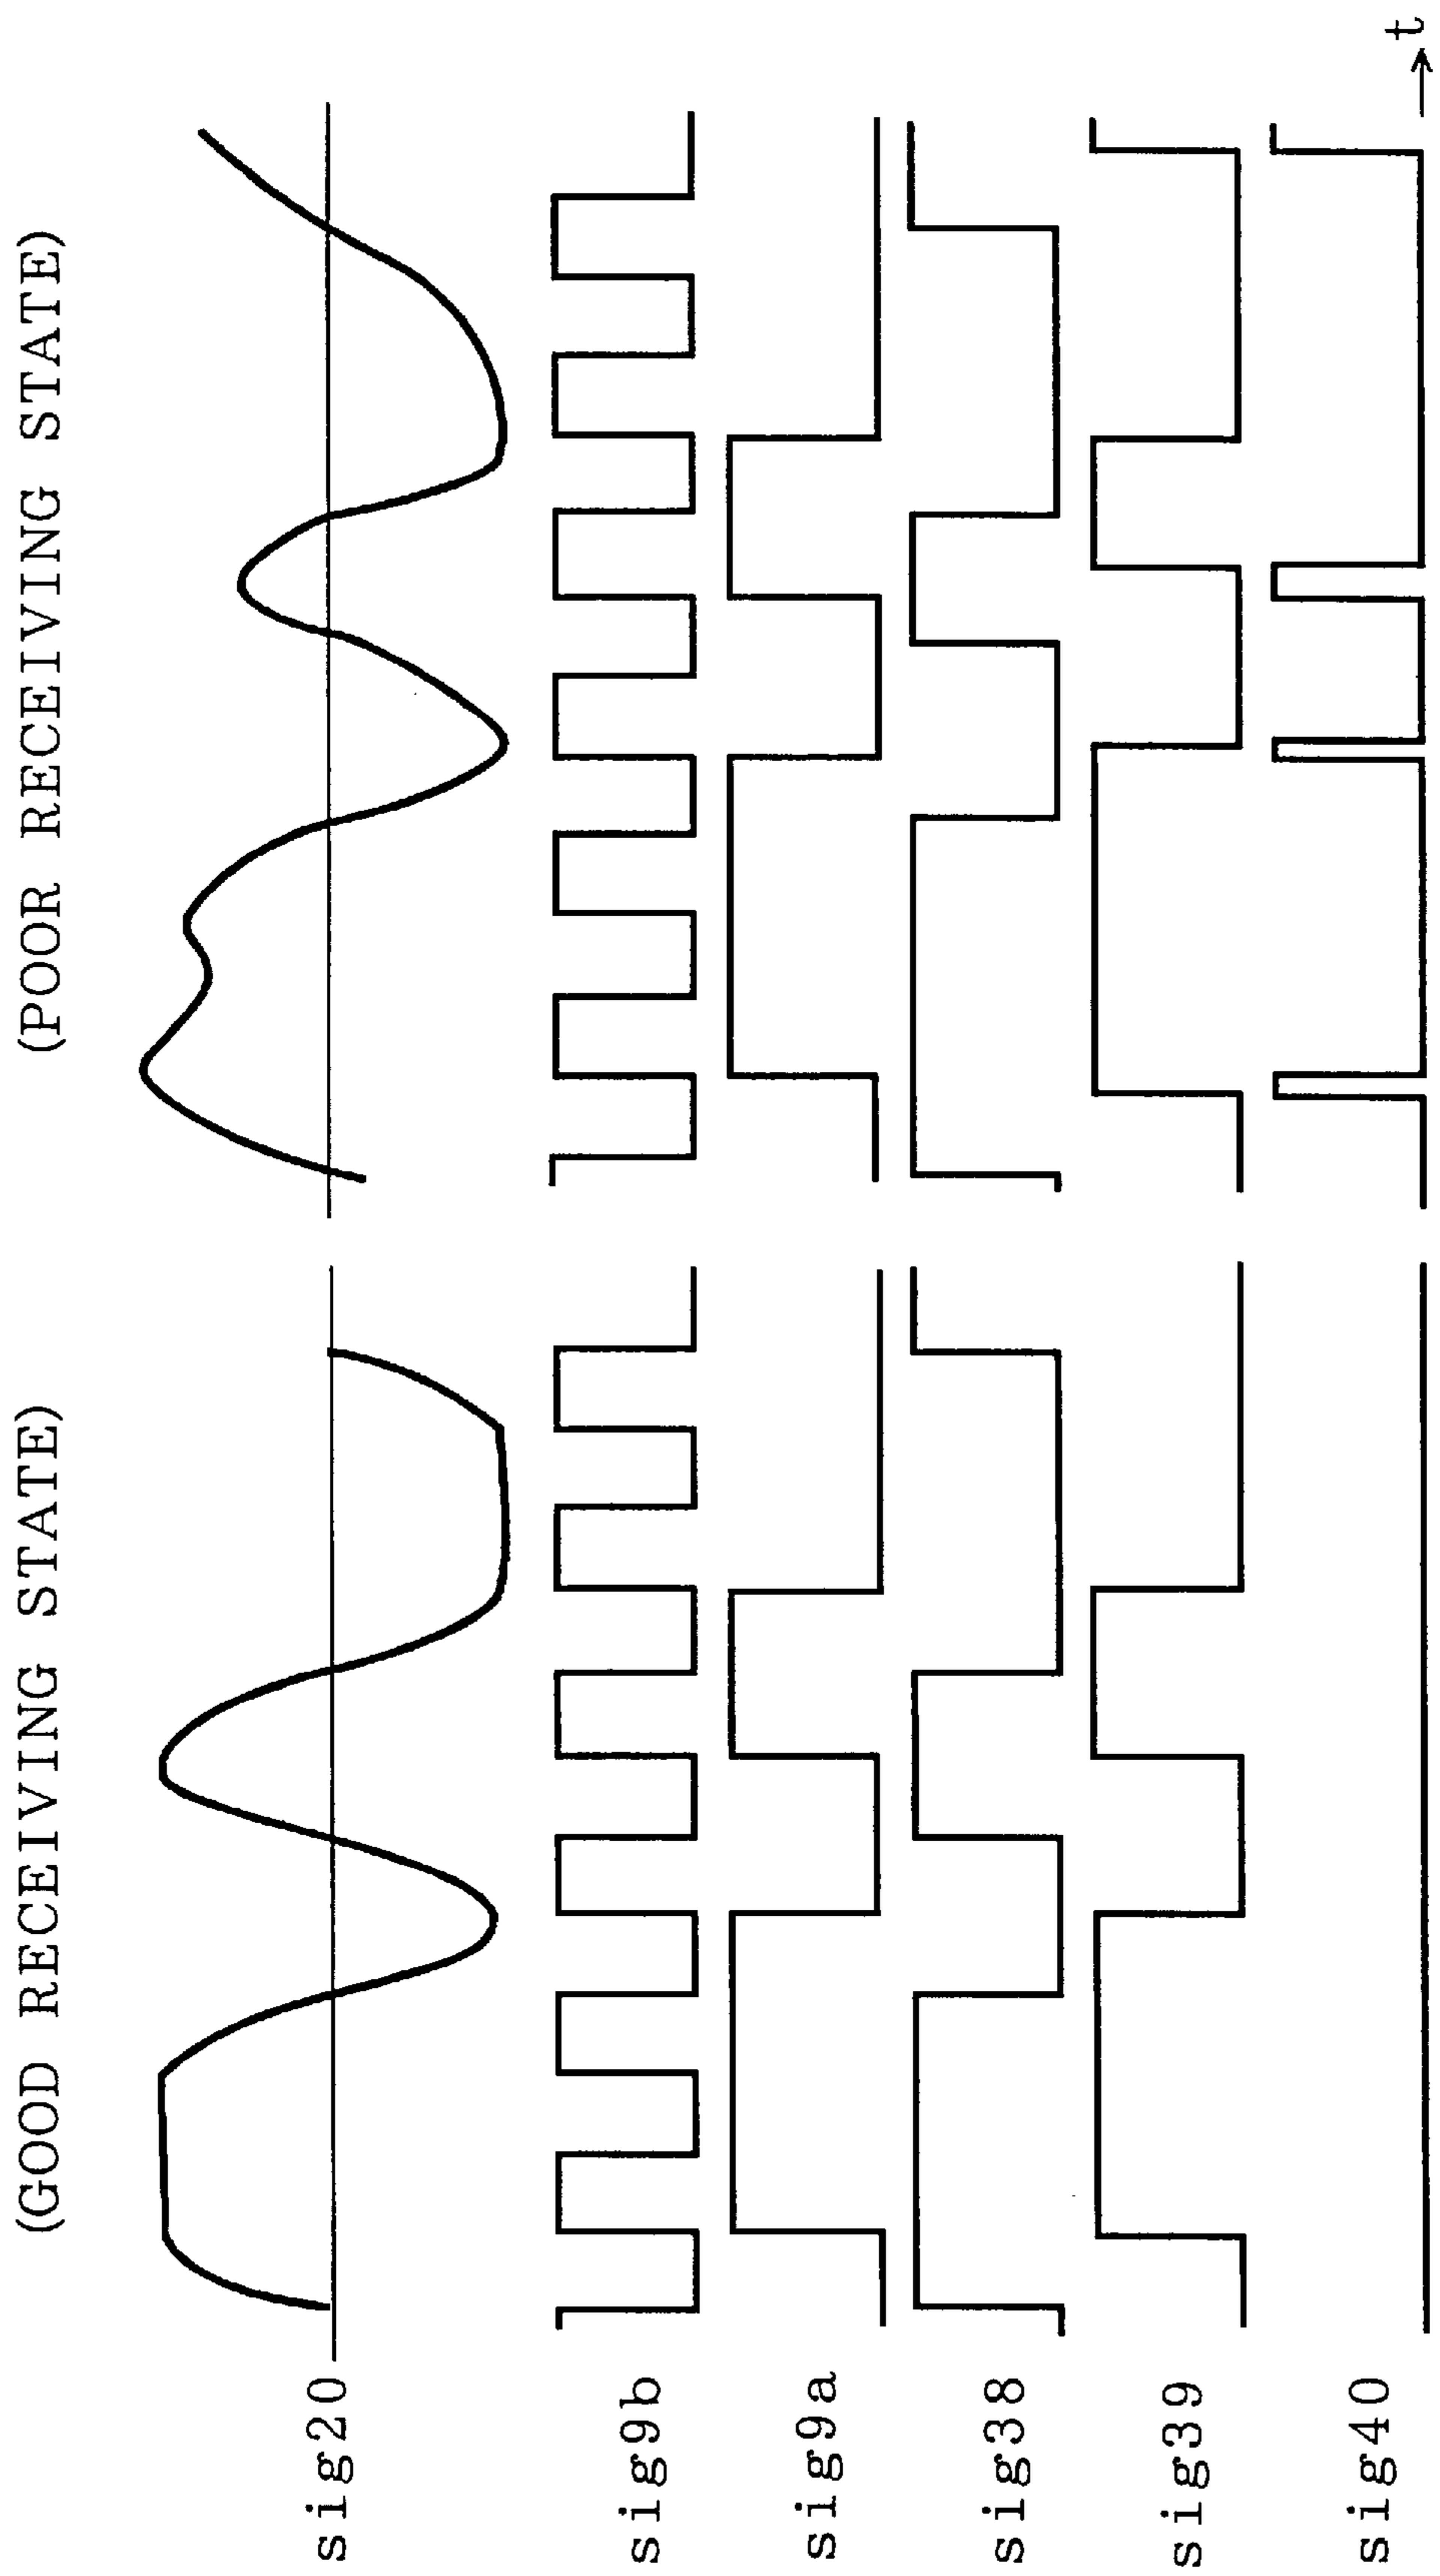 (GOOD RECEIVING STATE)
(POOR RECEIVING STATE)
sig20
sig9b
sig9a
sig38
sig39
sig40
t